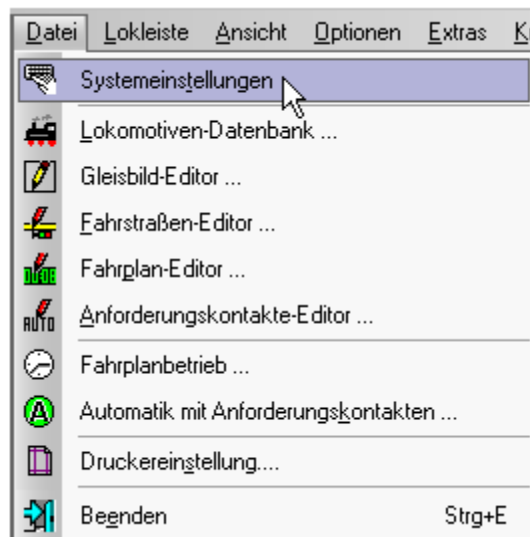 Datei Lokleiste Ansicht Optionen Extras
Systemeinstellungen
Lokomotiven-Datenbank ...
Gleisbild-Editor ...
Fahrstraßen-Editor ...
Fahrplan-Editor ...
AUTO Anforderungskontakte-Editor ...
Fahrplanbetrieb ...
A Automatik mit Anforderungskontakten ...
Druckereinstellung....
Beenden Strg+E